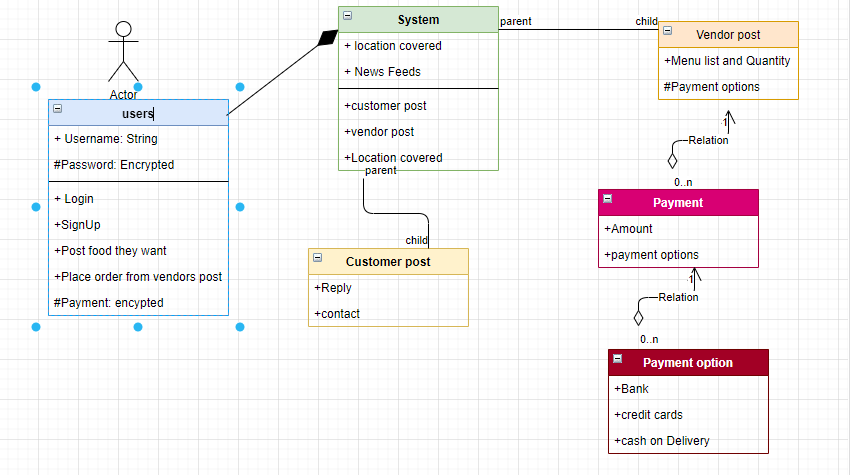 Actor
users
+ Username: String
#Password: Encrypted
+ Login
+SignUp
+Post food they want
+Place order from vendors post
#Payment: encypted
System
+ location covered
+ News Feeds
+customer post
+vendor post
+Location covered
parent
child
Vendor post
+Menu list and Quantity
#Payment options
parent
child
Customer post
+Reply
+contact
1
Relation
0..n
Payment
+Amount
+payment options
1
Relation
0..n
Payment option
+Bank
+credit cards
+cash on Delivery